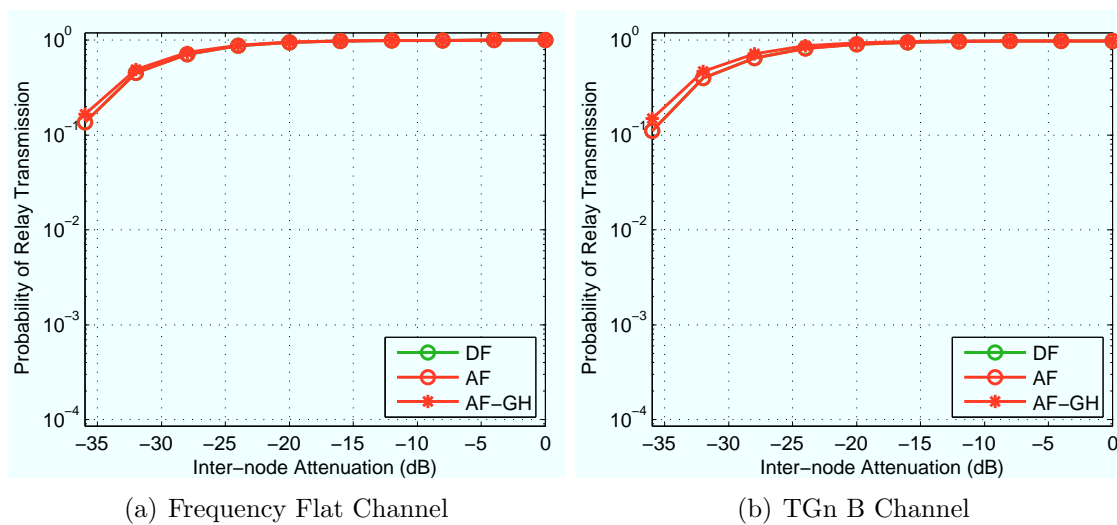 Probability of Relay Transmission
10^0
10^-1
10^-2
10^-3
10^-4
−35 −30 −25 −20 −15 −10 −5 0
Inter−node Attenuation (dB)
DF
AF
AF−GH
(a) Frequency Flat Channel
Probability of Relay Transmission
10^0
10^-1
10^-2
10^-3
10^-4
−35 −30 −25 −20 −15 −10 −5 0
Inter−node Attenuation (dB)
DF
AF
AF−GH
(b) TGn B Channel